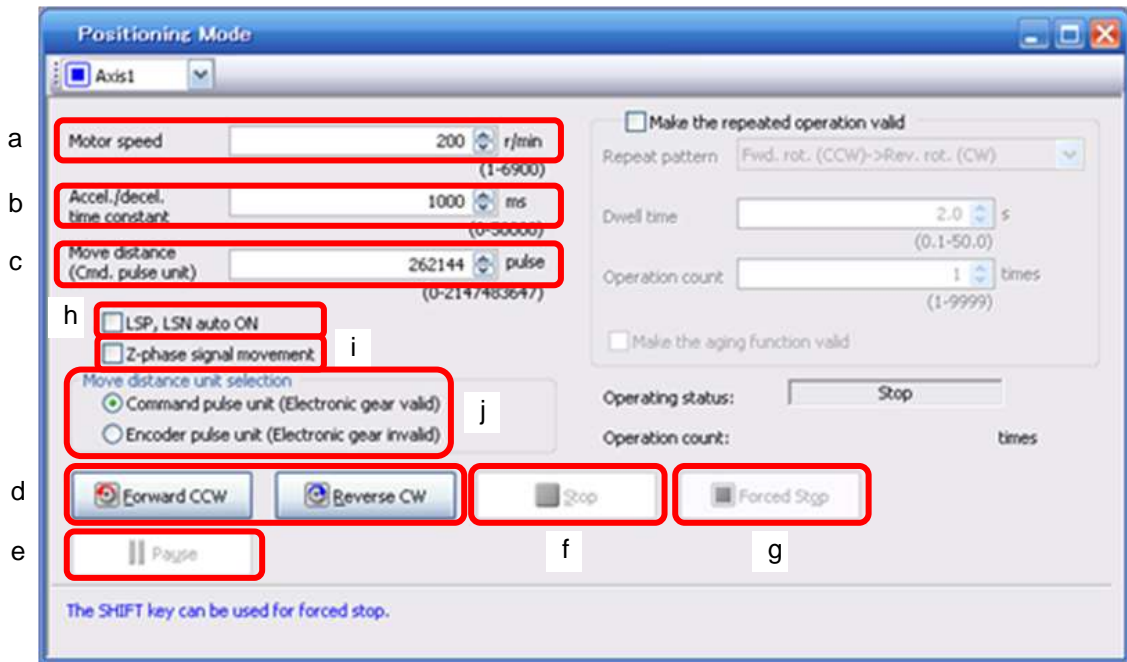 Positioning Mode
Axis1
a
Motor speed 200 r/min
(1-6900)
b
Accel./decel.
time constant
1000 ms
(0-50000)
c
Move distance
(Cmd. pulse unit)
262144 pulse
(0-2147483647)
h
LSP, LSN auto ON
Z-phase signal movement
i
Move distance unit selection
Command pulse unit (Electronic gear valid)
Encoder pulse unit (Electronic gear invalid)
j
Make the repeated operation valid
Repeat pattern Fwd. rot. (CCW)->Rev. rot. (CW)
Dwell time 2.0 s
(0.1-50.0)
Operation count 1 times
(1-9999)
Make the aging function valid
Operating status: Stop
Operation count: times
d
Forward CCW
Reverse CW
Stop
Forced Stop
e
Pause
f
g
The SHIFT key can be used for forced stop.